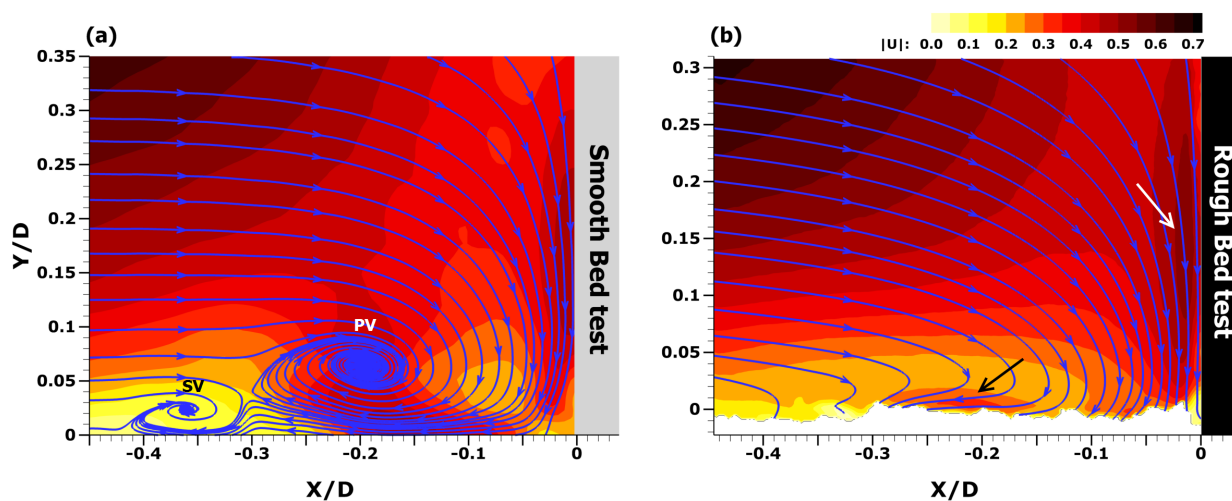 (a)
(b)
|U|: 0.0 0.1 0.2 0.3 0.4 0.5 0.6 0.7
0.35
0.3
0.25
0.2
0.15
0.1
0.05
0
Y/D
PV
SV
Smooth Bed test
-0.4 -0.3 -0.2 -0.1 0
X/D
0.3
0.25
0.2
0.15
0.1
0.05
0
Rough Bed test
-0.4 -0.3 -0.2 -0.1 0
X/D